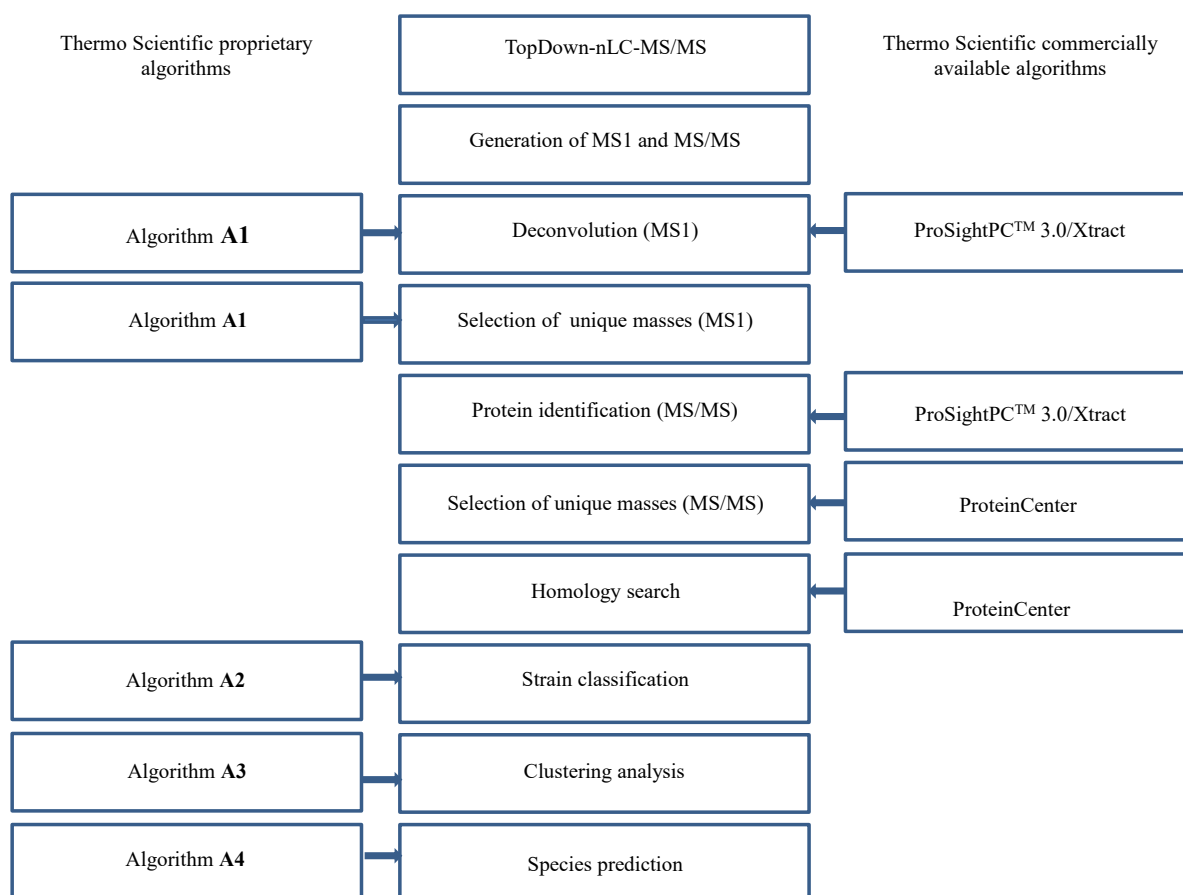 Thermo Scientific proprietary
algorithms
TopDown-nLC-MS/MS
Thermo Scientific commercially
available algorithms
Generation of MS1 and MS/MS
Algorithm A1
Deconvolution (MS1)
ProSightPC™ 3.0/Xtract
Algorithm A1
Selection of unique masses (MS1)
Protein identification (MS/MS)
ProSightPC™ 3.0/Xtract
Selection of unique masses (MS/MS)
ProteinCenter
Homology search
ProteinCenter
Algorithm A2
Strain classification
Algorithm A3
Clustering analysis
Algorithm A4
Species prediction